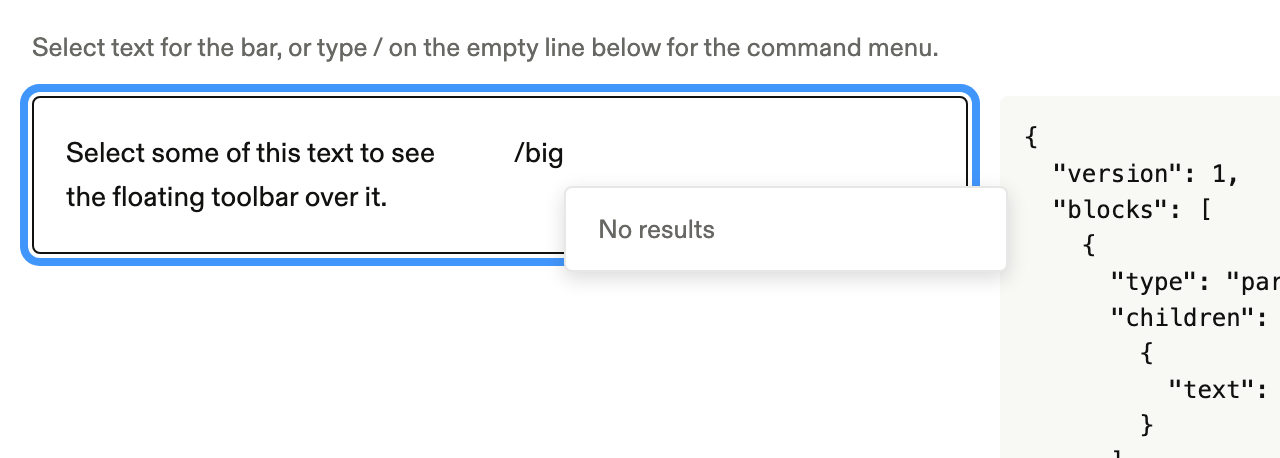 Select text for the bar, or type / on the empty line below for the command menu.
Select some of this text to see
the floating toolbar over it.
/big
No results
{
"version": 1,
"blocks": [
{
"type":
"children":
{
"text":
}